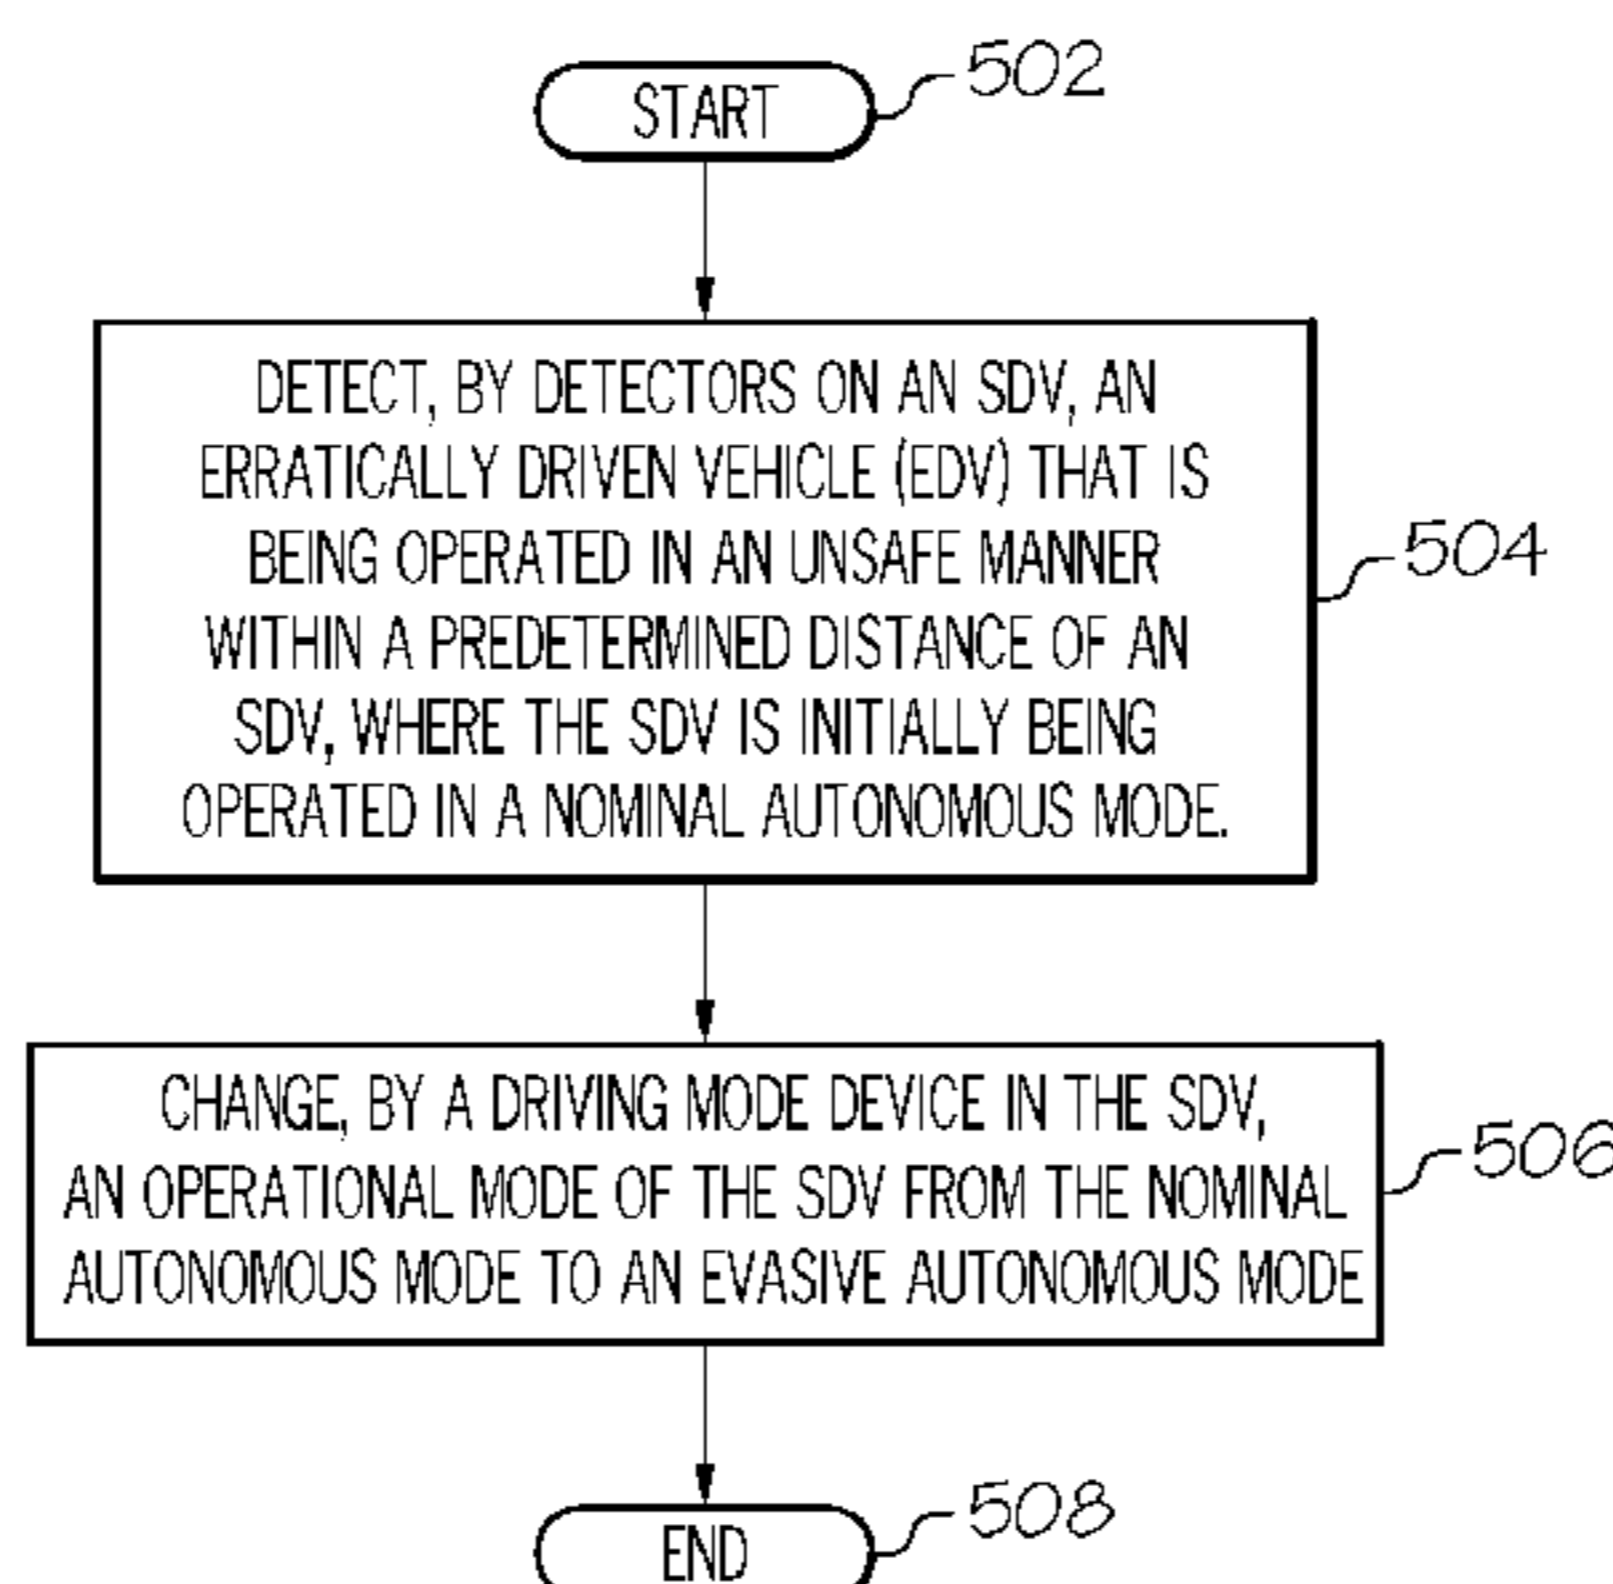 START
502
DETECT, BY DETECTORS ON AN SDV, AN
ERRATICALLY DRIVEN VEHICLE (EDV) THAT IS
BEING OPERATED IN AN UNSAFE MANNER
WITHIN A PREDETERMINED DISTANCE OF AN
SDV, WHERE THE SDV IS INITIALLY BEING
OPERATED IN A NOMINAL AUTONOMOUS MODE.
504
CHANGE, BY A DRIVING MODE DEVICE IN THE SDV,
AN OPERATIONAL MODE OF THE SDV FROM THE NOMINAL
AUTONOMOUS MODE TO AN EVASIVE AUTONOMOUS MODE
506
END
508